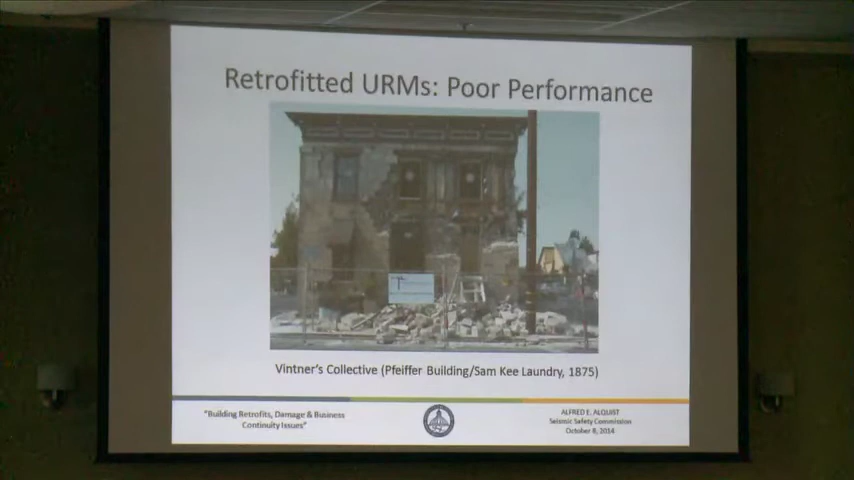 Retrofitted URMs: Poor Performance
Vintner's Collective (Pfeiffer Building/Sam Kee Laundry, 1875)
"Building Retrofits, Damage & Business
Continuity Issues"
ALFRED E. ALQUIST
Seismic Safety Commission
October 8, 2014